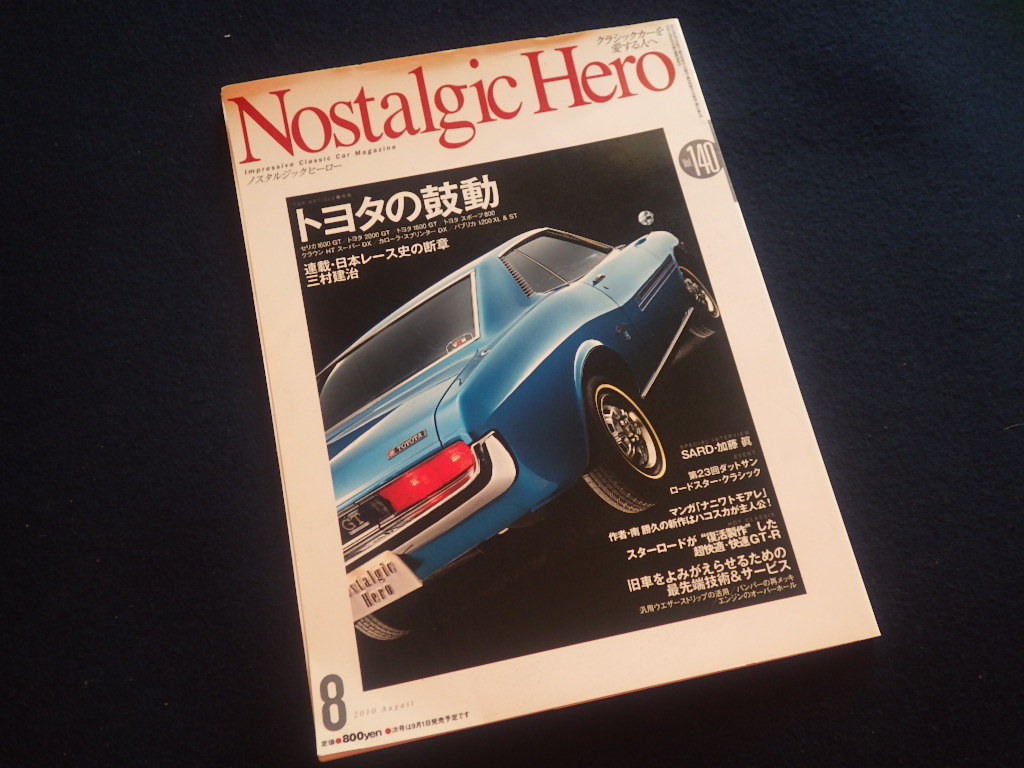 クラシックカーを
愛する人へ
Nostalgic Hero
Impressive Classic Car Magazine
ノスタルジックヒーロー
Vol. 140
トヨタの鼓動
セリカ1600 GT／トヨタ 2000 GT／トヨタ 1600 GT／トヨタ スポーツ 800
クラウン HT スーパー DX／カローラ・スプリンター DX／パブリカ 1200 XL & ST
連載・日本レース史の断章
三村建治
TOYOTA
GT
Nostalgic
Hero
SPECIAL INTERVIEW
SARD・加藤 眞
EVENT
第23回ダットサン
ロードスター・クラシック
マンガ「ナニワトモアレ」
作者・南 勝久の新作はハコスカが主人公！
スターロードが“復活製作”した
超快適・快速GT-R
旧車をよみがえらせるための
最先端技術&サービス
汎用ウエザーストリップの活用／バンパーの再メッキ
／エンジンのオーバーホール
8
2010 August
定価●800yen ●次号は9月1日発売予定です